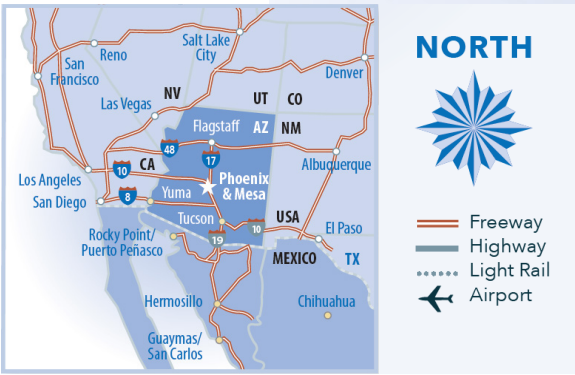 Salt Lake
City
Reno
San
Francisco
Denver
NV
UT
CO
Las Vegas
Flagstaff
AZ
NM
48
17
CA
10
Albuquerque
Los Angeles
Phoenix
& Mesa
8
Yuma
San Diego
Tucson
USA
10
El Paso
19
Rocky Point/
Puerto Peñasco
MEXICO
TX
Hermosillo
Chihuahua
Guaymas/
San Carlos
NORTH
Freeway
Highway
Light Rail
Airport